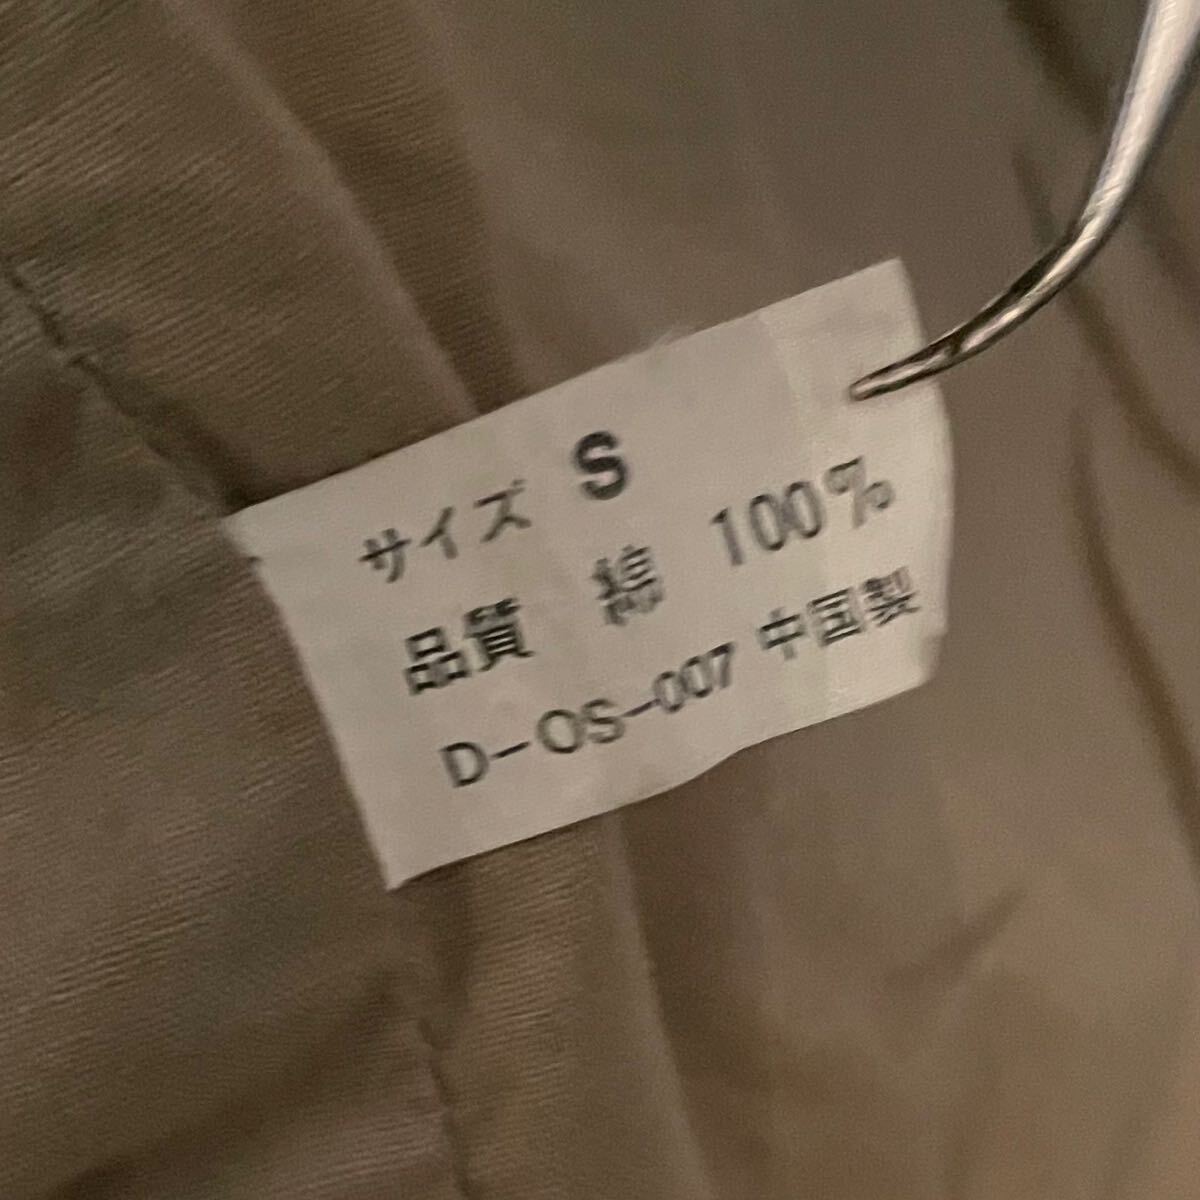 サイズ S
品質 綿 100%
D-OS-007 中国製